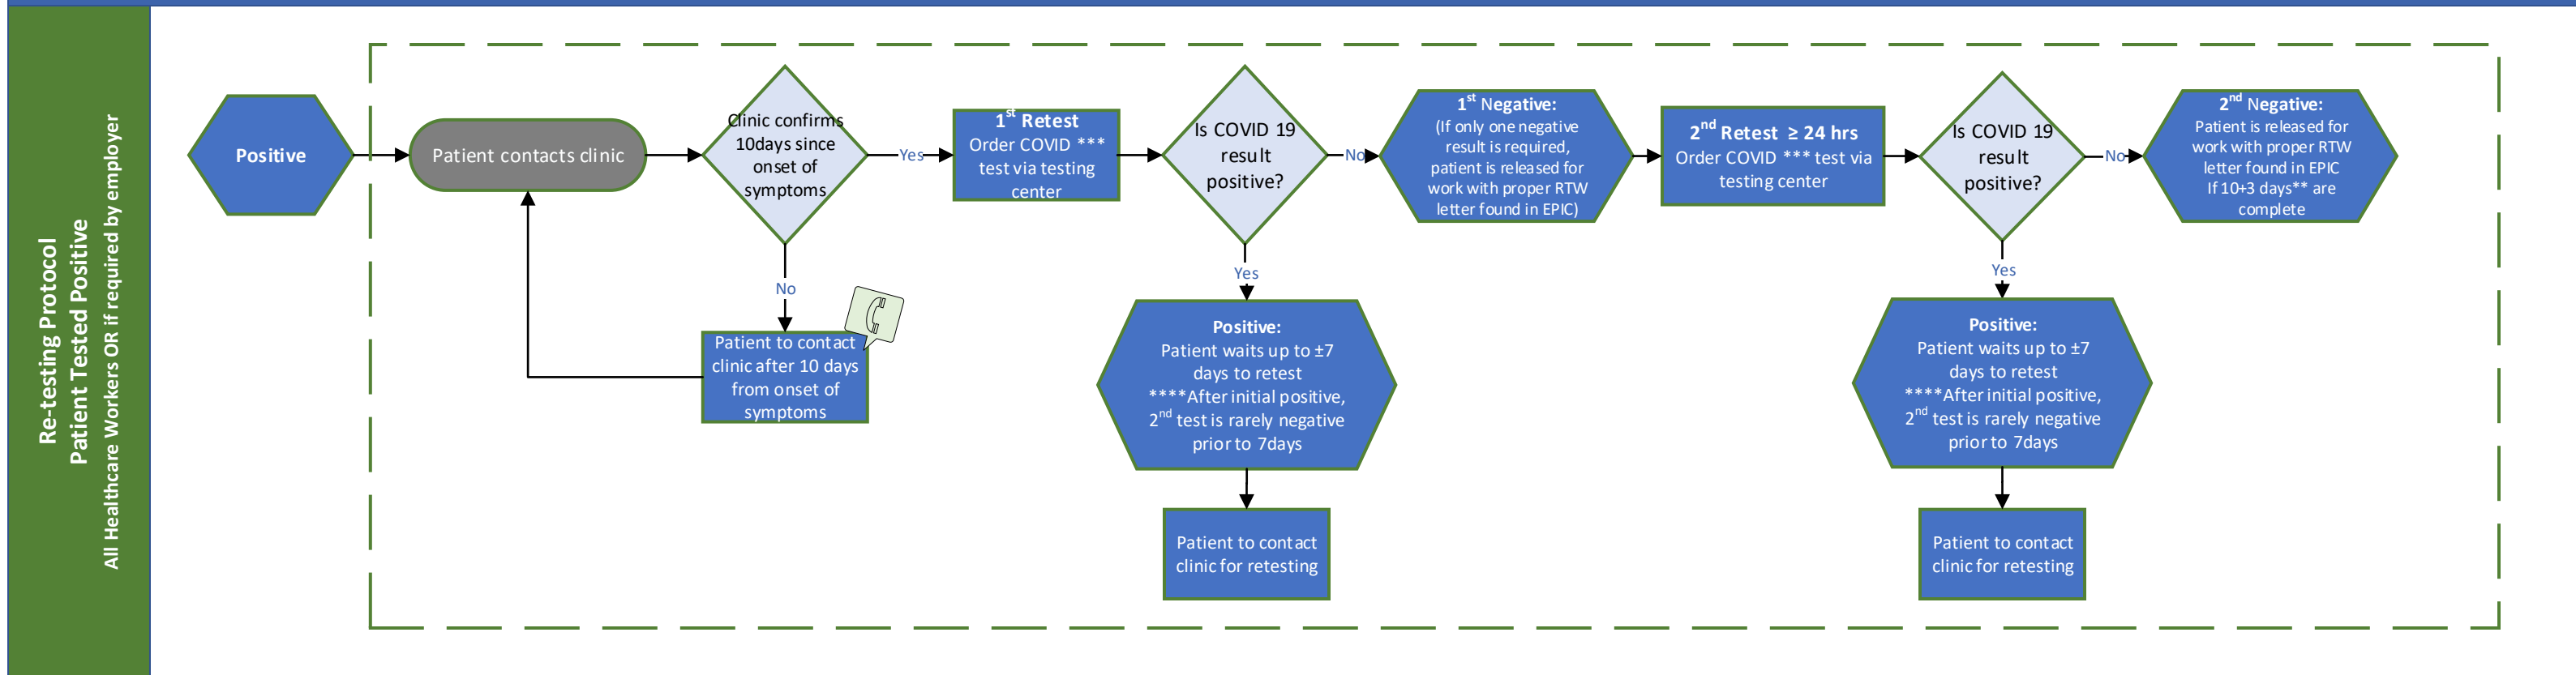 Re-testing Protocol
Patient Tested Positive
All Healthcare Workers OR if required by employer
Positive
Patient contacts clinic
Clinic confirms
10days since
onset of
symptoms
Yes
No
Patient to contact
clinic after 10 days
from onset of
symptoms
1st Retest
Order COVID ***
test via testing
center
Is COVID 19
result
positive?
No
Yes
Positive:
Patient waits up to ±7
days to retest
****After initial positive,
2nd test is rarely negative
prior to 7days
Patient to contact
clinic for retesting
1st Negative:
(If only one negative
result is required,
patient is released for
work with proper RTW
letter found in EPIC)
2nd Retest ≥ 24 hrs
Order COVID *** test via
testing center
Is COVID 19
result
positive?
No
Yes
Positive:
Patient waits up to ±7
days to retest
****After initial positive,
2nd test is rarely negative
prior to 7days
Patient to contact
clinic for retesting
2nd Negative:
Patient is released for
work with proper RTW
letter found in EPIC
If 10+3 days** are
complete